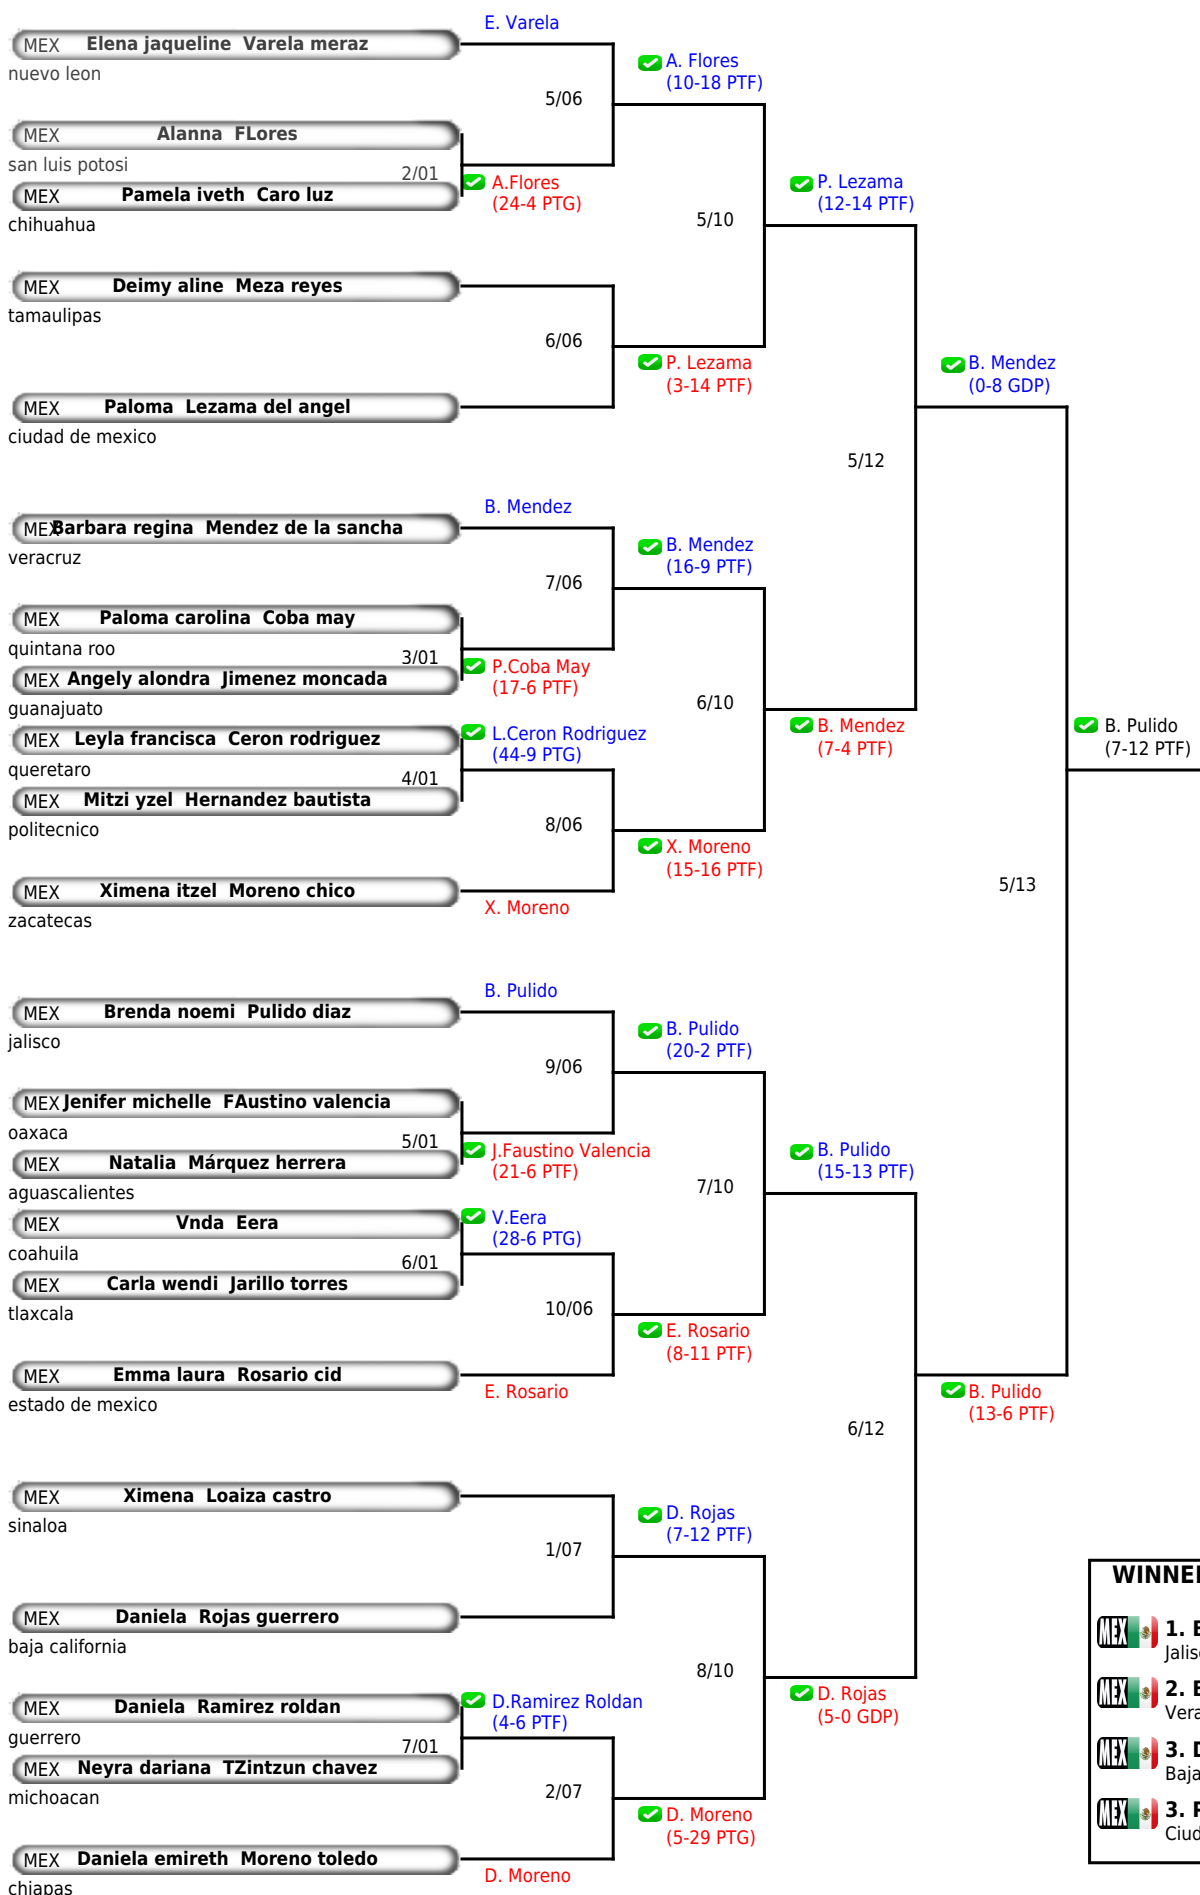 E. Varela
MEX Elena jaqueline Varela meraz
nuevo leon
A. Flores
(10-18 PTF)
5/06
MEX Alanna FLores
san luis potosi
2/01
A.Flores
(24-4 PTG)
MEX Pamela iveth Caro luz
chihuahua
P. Lezama
(12-14 PTF)
5/10
MEX Deimy aline Meza reyes
tamaulipas
6/06
P. Lezama
(3-14 PTF)
B. Mendez
(0-8 GDP)
MEX Paloma Lezama del angel
ciudad de mexico
5/12
B. Mendez
MEX Barbara regina Mendez de la sancha
veracruz
B. Mendez
(16-9 PTF)
7/06
MEX Paloma carolina Coba may
quintana roo
3/01
P.Coba May
(17-6 PTF)
MEX Angely alondra Jimenez moncada
guanajuato
6/10
B. Mendez
(7-4 PTF)
B. Pulido
(7-12 PTF)
MEX Leyla francisca Ceron rodriguez
queretaro
L.Ceron Rodriguez
(44-9 PTG)
4/01
MEX Mitzi yzel Hernandez bautista
politecnico
8/06
X. Moreno
(15-16 PTF)
MEX Ximena itzel Moreno chico
zacatecas
X. Moreno
5/13
B. Pulido
MEX Brenda noemi Pulido diaz
jalisco
B. Pulido
(20-2 PTF)
9/06
MEX Jenifer michelle FAustino valencia
oaxaca
5/01
J.Faustino Valencia
(21-6 PTF)
MEX Natalia Márquez herrera
aguascalientes
B. Pulido
(15-13 PTF)
7/10
MEX Vnda Eera
coahuila
V.Eera
(28-6 PTG)
6/01
MEX Carla wendi Jarillo torres
tlaxcala
10/06
E. Rosario
(8-11 PTF)
MEX Emma laura Rosario cid
estado de mexico
E. Rosario
B. Pulido
(13-6 PTF)
6/12
MEX Ximena Loaiza castro
sinaloa
D. Rojas
(7-12 PTF)
1/07
MEX Daniela Rojas guerrero
baja california
8/10
D. Rojas
(5-0 GDP)
MEX Daniela Ramirez roldan
guerrero
D.Ramirez Roldan
(4-6 PTF)
7/01
MEX Neyra dariana TZintzun chavez
michoacan
2/07
D. Moreno
(5-29 PTG)
MEX Daniela emireth Moreno toledo
chiapas
D. Moreno
MEX 1.
MEX 2.
MEX 3.
Baja
MEX 3.